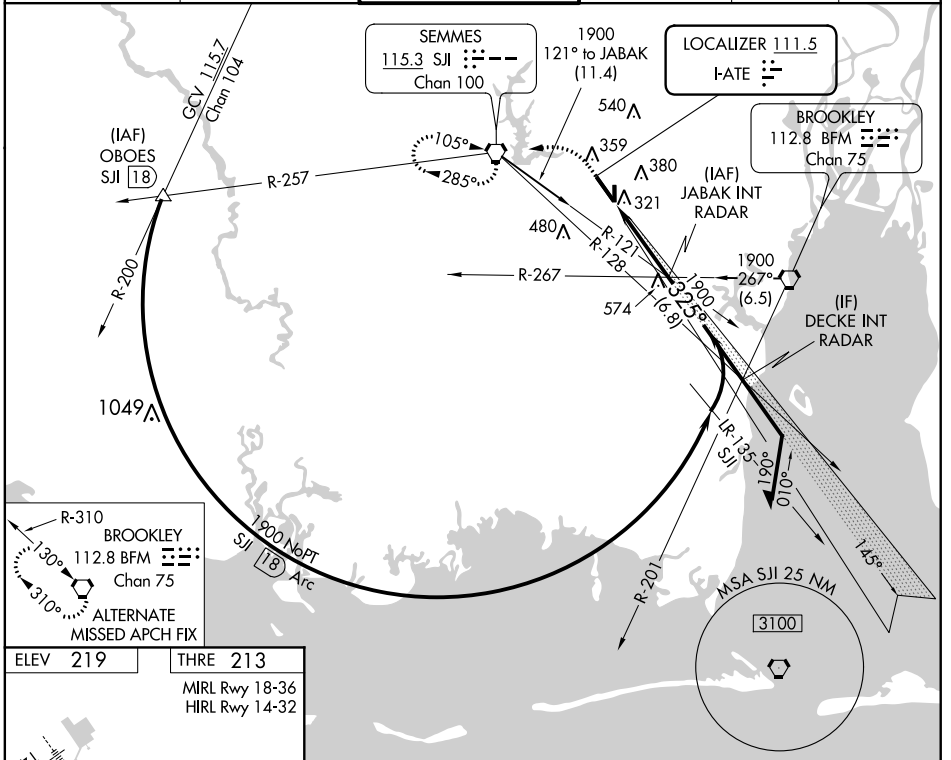 SEMMES
115.3 SJI
Chan 100
1900
121° to JABAK
(11.4)
LOCALIZER 111.5
I-ATE
BROOKLEY
112.8 BFM
Chan 75
GCV 115.7
Chan 104
(IAF)
OBOES
SJI 18
R-257
105°
285°
540
359
380
321
480
574
(IAF)
JABAK INT
RADAR
R-121
R-128
R-267
1900
267°
(6.5)
1900
325°
(6.8)
(IF)
DECKE INT
RADAR
R-200
1049
LR-135
SJI
190°
010°
145°
R-201
1900 NoPT
SJI 18 Arc
R-310
130°
310°
BROOKLEY
112.8 BFM
Chan 75
ALTERNATE
MISSED APCH FIX
MSA SJI 25 NM
3100
ELEV 219
THRE 213
MIRL Rwy 18-36
HIRL Rwy 14-32